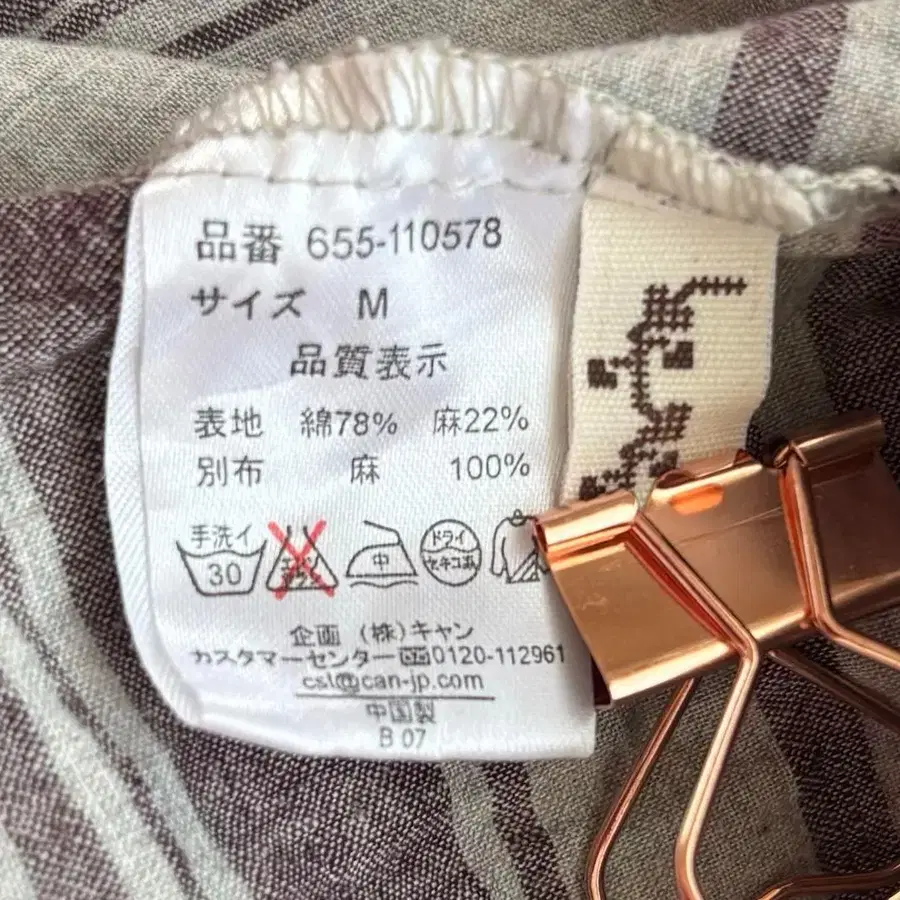 品番 655-110578
サイズ M
品質表示
表地 綿78% 麻22%
別布 麻 100%
手洗イ 30 中 ドライ セキユ系
企画 (株)キャン
カスタマーセンター 0120-112961
csl@can-jp.com
中国製
B 07